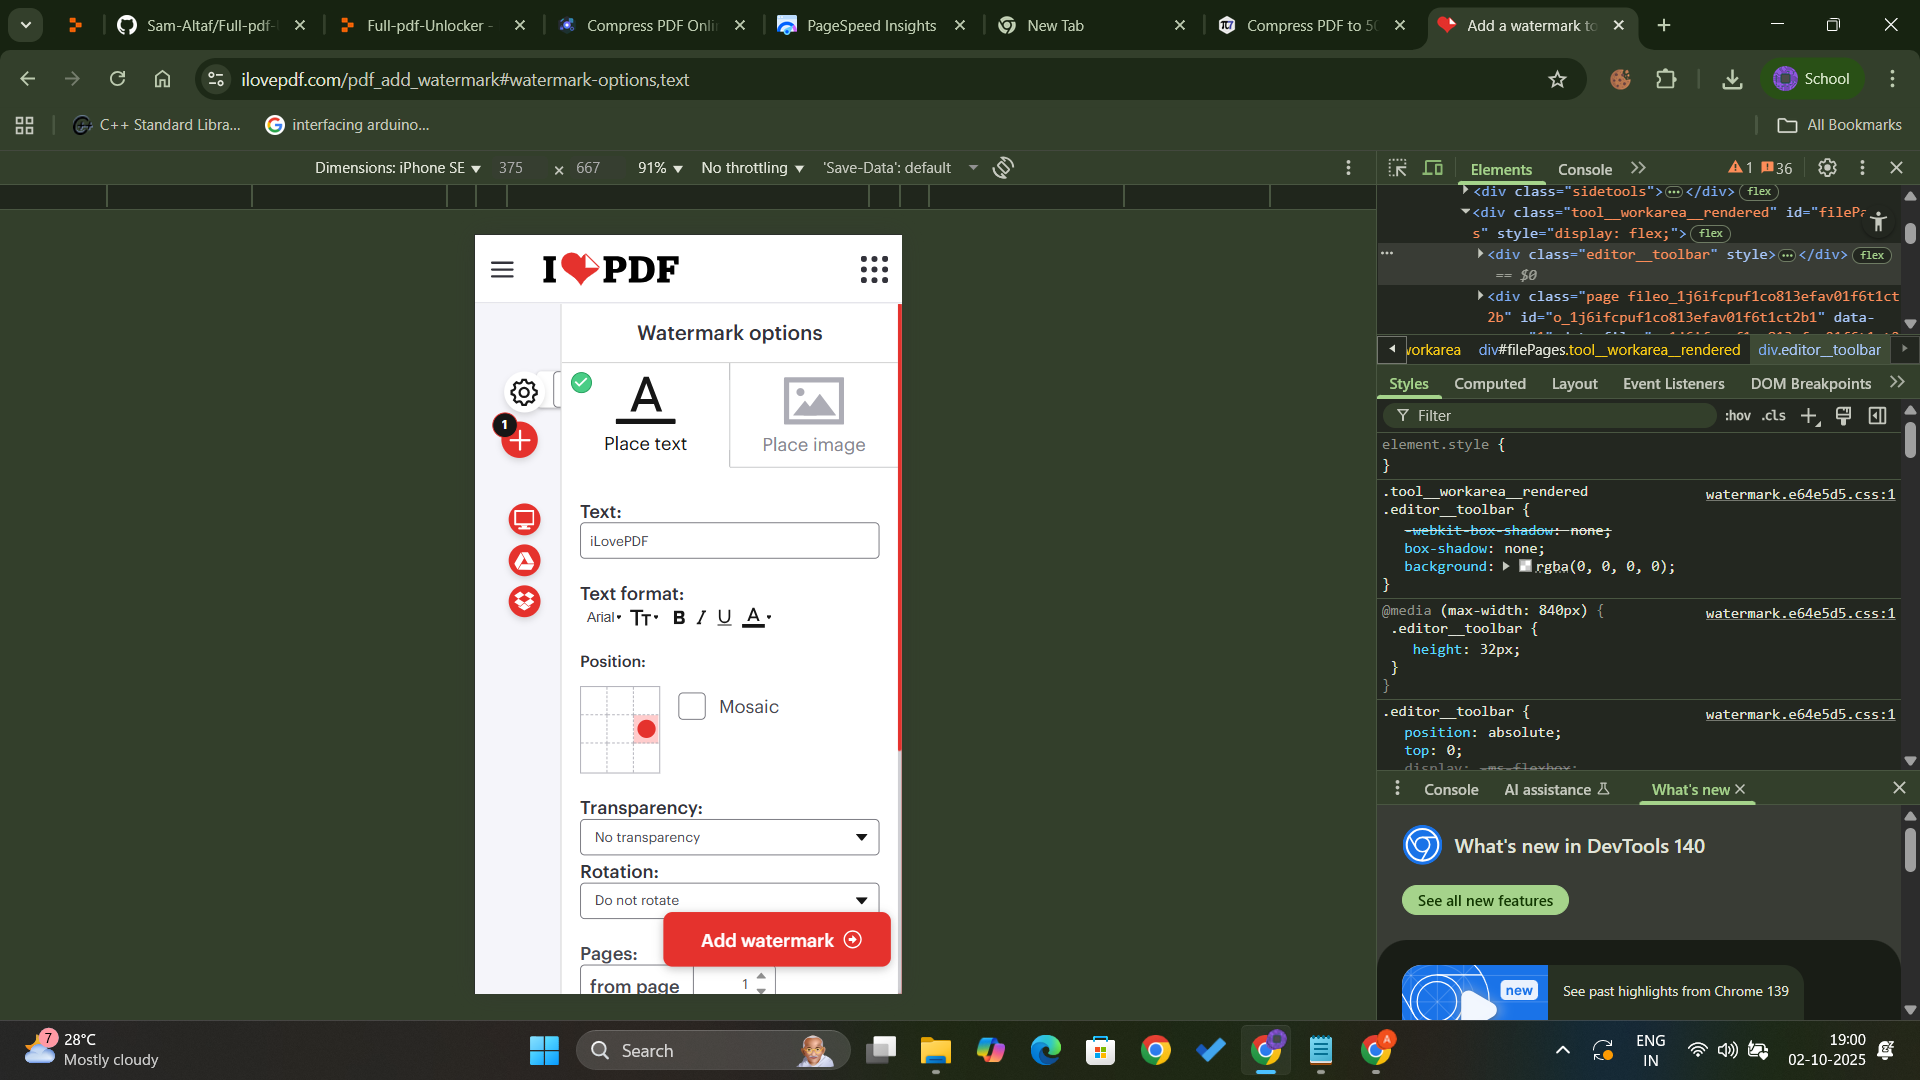 Sam-Altaf/Full-pdf-
Full-pdf-Unlocker -
Compress PDF Onli
PageSpeed Insights
New Tab
Compress PDF to 50
Add a watermark to
ilovepdf.com/pdf_add_watermark#watermark-options,text
School
C++ Standard Libra...
interfacing arduino...
All Bookmarks
Dimensions: iPhone SE 375 × 667 91% No throttling 'Save-Data': default
Elements Console 1 36
<div class="sidetools"> </div> flex
<div class="tool__workarea__rendered" id="filePa
s" style="display: flex;"> flex
<div class="editor__toolbar" style> </div> flex
== $0
<div class="page fileo_1j6ifcpuf1co813efav01f6t1ct
2b" id="o_1j6ifcpuf1co813efav01f6t1ct2b1" data-
workarea div#filePages.tool__workarea__rendered div.editor__toolbar
Styles Computed Layout Event Listeners DOM Breakpoints
Filter :hov .cls
element.style {
}
.tool__workarea__rendered watermark.e64e5d5.css:1
.editor__toolbar {
-webkit-box-shadow: none;
box-shadow: none;
background: rgba(0, 0, 0, 0);
}
@media (max-width: 840px) { watermark.e64e5d5.css:1
.editor__toolbar {
height: 32px;
}
}
.editor__toolbar { watermark.e64e5d5.css:1
position: absolute;
top: 0;
display: -ms-flexbox;
Console AI assistance What's new
What's new in DevTools 140
See all new features
new
See past highlights from Chrome 139
I PDF
Watermark options
1
A
Place text
Place image
Text:
iLovePDF
Text format:
Arial TT B I U A
Position:
Mosaic
Transparency:
No transparency
Rotation:
Do not rotate
Add watermark
Pages:
from page 1
7
28°C
Mostly cloudy
Search
A
ENG
IN
19:00
02-10-2025